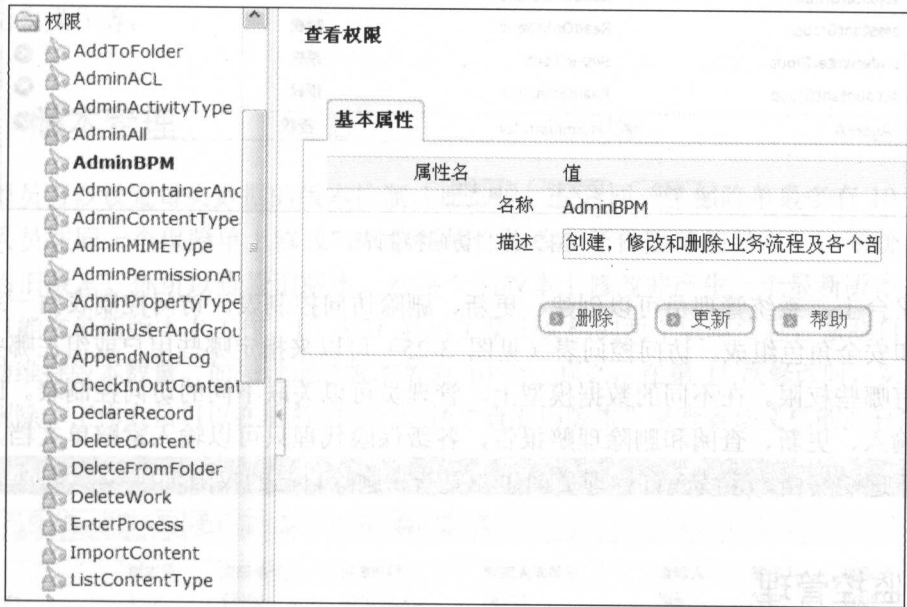 权限
AddToFolder
AdminACL
AdminActivityType
AdminAll
AdminBPM
AdminContainerAnc
AdminContentType
AdminMIMEType
AdminPermissionAr
AdminPropertyType
AdminUserAndGrou
AppendNoteLog
CheckInOutContent
DeclareRecord
DeleteContent
DeleteFromFolder
DeleteWork
EnterProcess
ImportContent
ListContentType
查看权限
基本属性
属性名 值
名称 AdminBPM
描述 创建，修改和删除业务流程及各个部
删除 更新 帮助